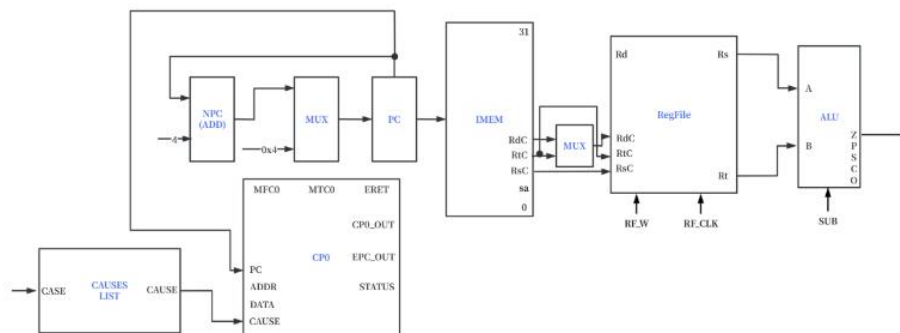 31
Rd
Rs
NPC
(ADD)
MUX
PC
IMEM
RegFile
A
ALU
4
0x4
RdC
RtC
RsC
MUX
RdC
RtC
RsC
B
Z
P
S
C
O
sa
0
Rt
MFC0
MTC0
ERET
RF_W
RF_CLK
SUB
CP0_OUT
CP0
EPC_OUT
PC
ADDR
STATUS
DATA
CAUSE
CASE
CAUSES
LIST
CAUSE